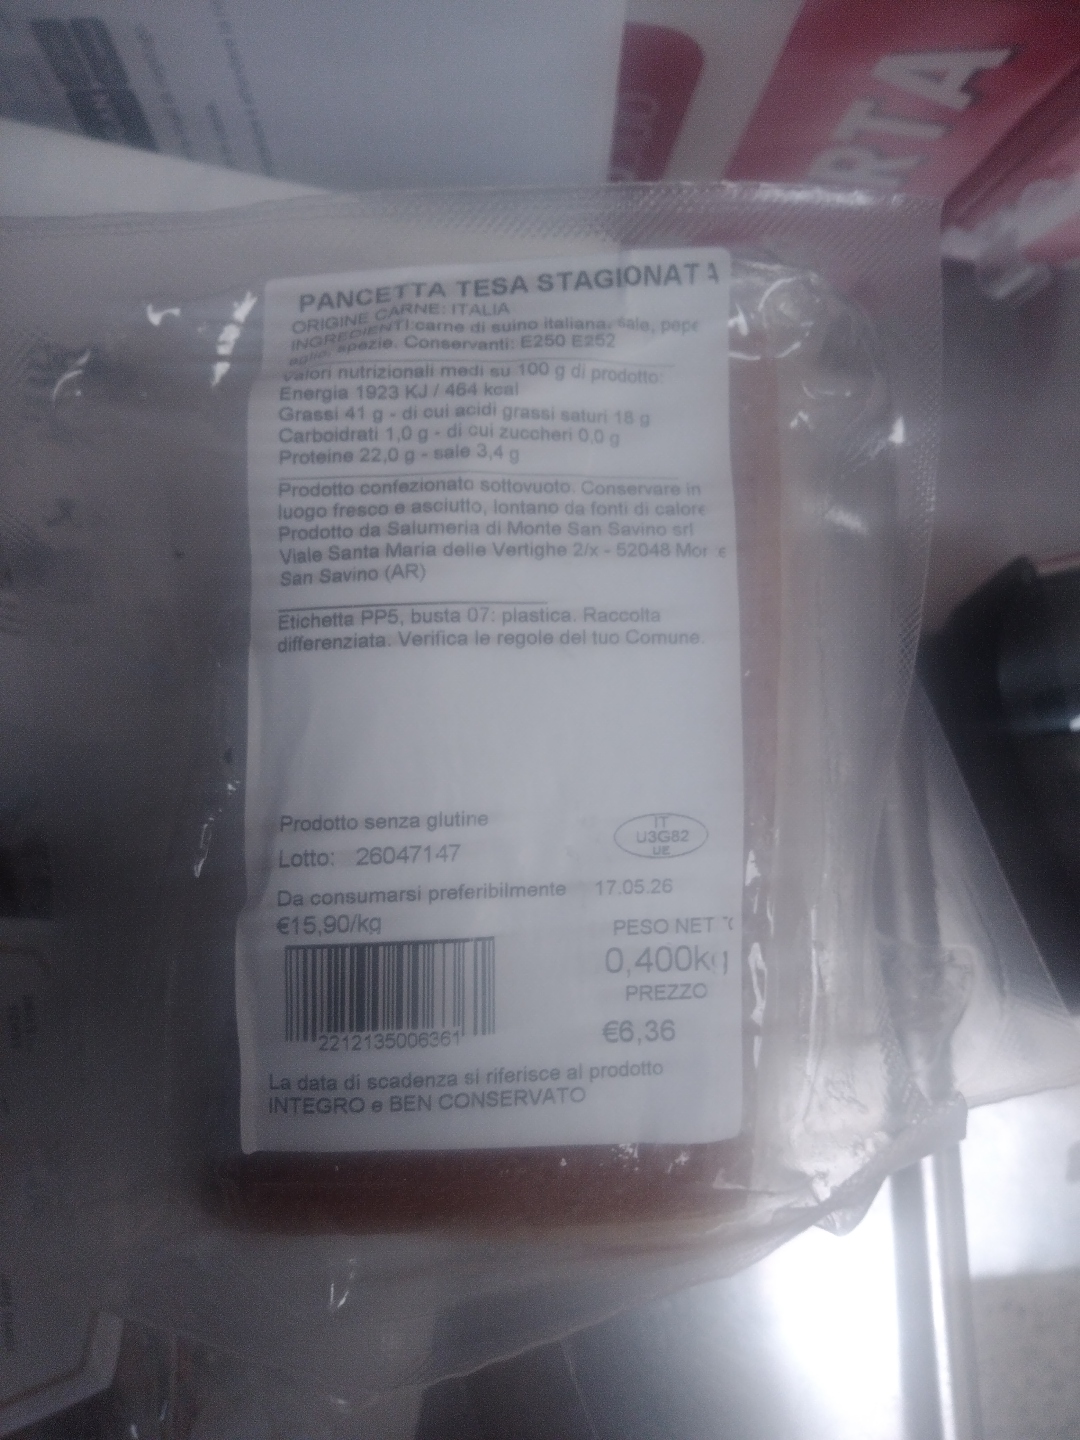 RTA
PANCETTA TESA STAGIONATA
ORIGINE CARNE: ITALIA
INGREDIENTI:carne di suino italiana, sale, pepe
aglio, spezie. Conservanti: E250 E252
valori nutrizionali medi su 100 g di prodotto:
Energia 1923 KJ / 464 kcal
Grassi 41 g - di cui acidi grassi saturi 18 g
Carboidrati 1,0 g - di cui zuccheri 0,0 g
Proteine 22,0 g - sale 3,4 g
Prodotto confezionato sottovuoto. Conservare in
luogo fresco e asciutto, lontano da fonti di calore
Prodotto da Salumeria di Monte San Savino srl
Viale Santa Maria delle Vertighe 2/x - 52048 Monte
San Savino (AR)
Etichetta PP5, busta 07: plastica. Raccolta
differenziata. Verifica le regole del tuo Comune.
Prodotto senza glutine
IT
U3G82
UE
Lotto: 26047147
Da consumarsi preferibilmente 17.05.26
€15,90/kg
PESO NETTO
0,400kg
PREZZO
€6,36
2212135006361
La data di scadenza si riferisce al prodotto
INTEGRO e BEN CONSERVATO